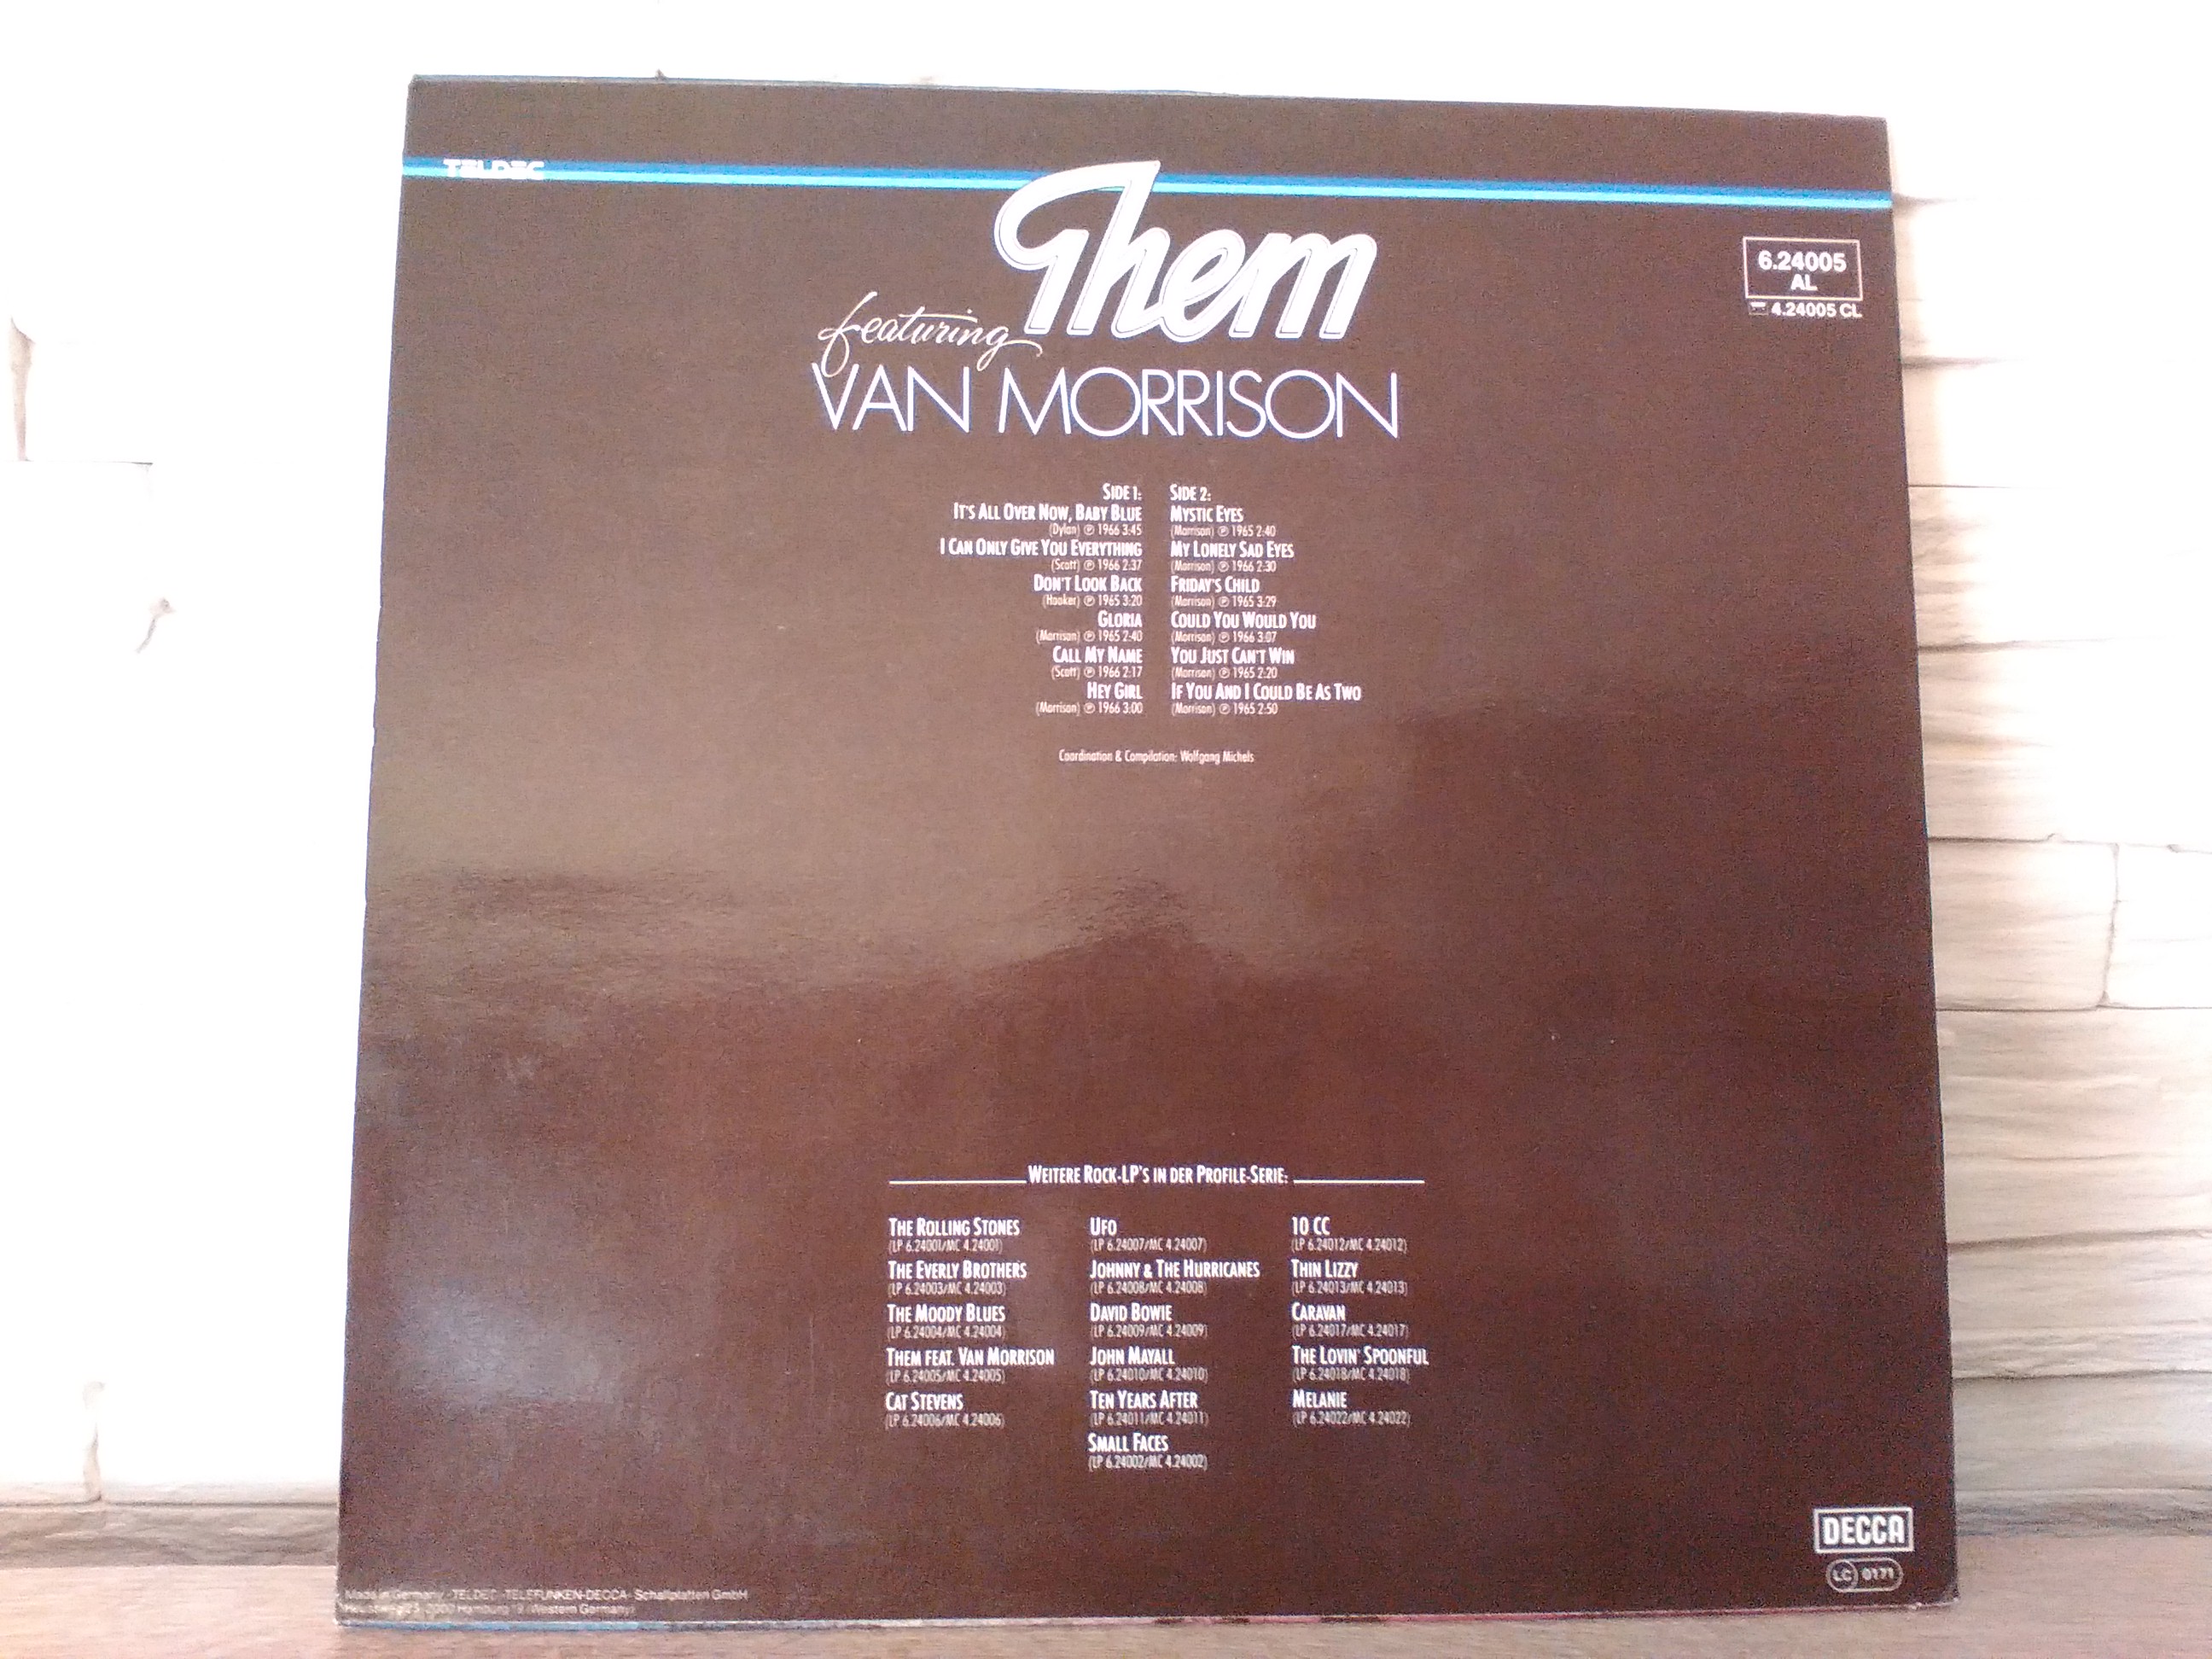 TELDEC
Them
featuring
VAN MORRISON
6.24005
AL
4.24005 CL
SIDE 1:
IT'S ALL OVER NOW, BABY BLUE
(Dylan) ℗ 1966 3:45
I CAN ONLY GIVE YOU EVERYTHING
(Scott) ℗ 1966 2:37
DON'T LOOK BACK
(Hooker) ℗ 1965 3:20
GLORIA
(Morrison) ℗ 1965 2:40
CALL MY NAME
(Scott) ℗ 1966 2:17
HEY GIRL
(Morrison) ℗ 1966 3:00
SIDE 2:
MYSTIC EYES
(Morrison) ℗ 1965 2:40
MY LONELY SAD EYES
(Morrison) ℗ 1966 2:30
FRIDAY'S CHILD
(Morrison) ℗ 1965 3:29
COULD YOU WOULD YOU
(Morrison) ℗ 1966 3:07
YOU JUST CAN'T WIN
(Morrison) ℗ 1965 2:20
IF YOU AND I COULD BE AS TWO
(Morrison) ℗ 1965 2:50
Coordination & Compilation: Wolfgang Michels
WEITERE ROCK-LP'S IN DER PROFILE-SERIE:
THE ROLLING STONES
(LP 6.24001/MC 4.24001)
THE EVERLY BROTHERS
(LP 6.24003/MC 4.24003)
THE MOODY BLUES
(LP 6.24004/MC 4.24004)
THEM FEAT. VAN MORRISON
(LP 6.24005/MC 4.24005)
CAT STEVENS
(LP 6.24006/MC 4.24006)
UFO
(LP 6.24007/MC 4.24007)
JOHNNY & THE HURRICANES
(LP 6.24008/MC 4.24008)
DAVID BOWIE
(LP 6.24009/MC 4.24009)
JOHN MAYALL
(LP 6.24010/MC 4.24010)
TEN YEARS AFTER
(LP 6.24011/MC 4.24011)
SMALL FACES
(LP 6.24002/MC 4.24002)
10 CC
(LP 6.24012/MC 4.24012)
THIN LIZZY
(LP 6.24013/MC 4.24013)
CARAVAN
(LP 6.24017/MC 4.24017)
THE LOVIN' SPOONFUL
(LP 6.24018/MC 4.24018)
MELANIE
(LP 6.24022/MC 4.24022)
DECCA
LC 0171
Made in Germany · TELDEC ·TELEFUNKEN-DECCA· Schallplatten GmbH
2000 Hamburg 19 (Western Germany)